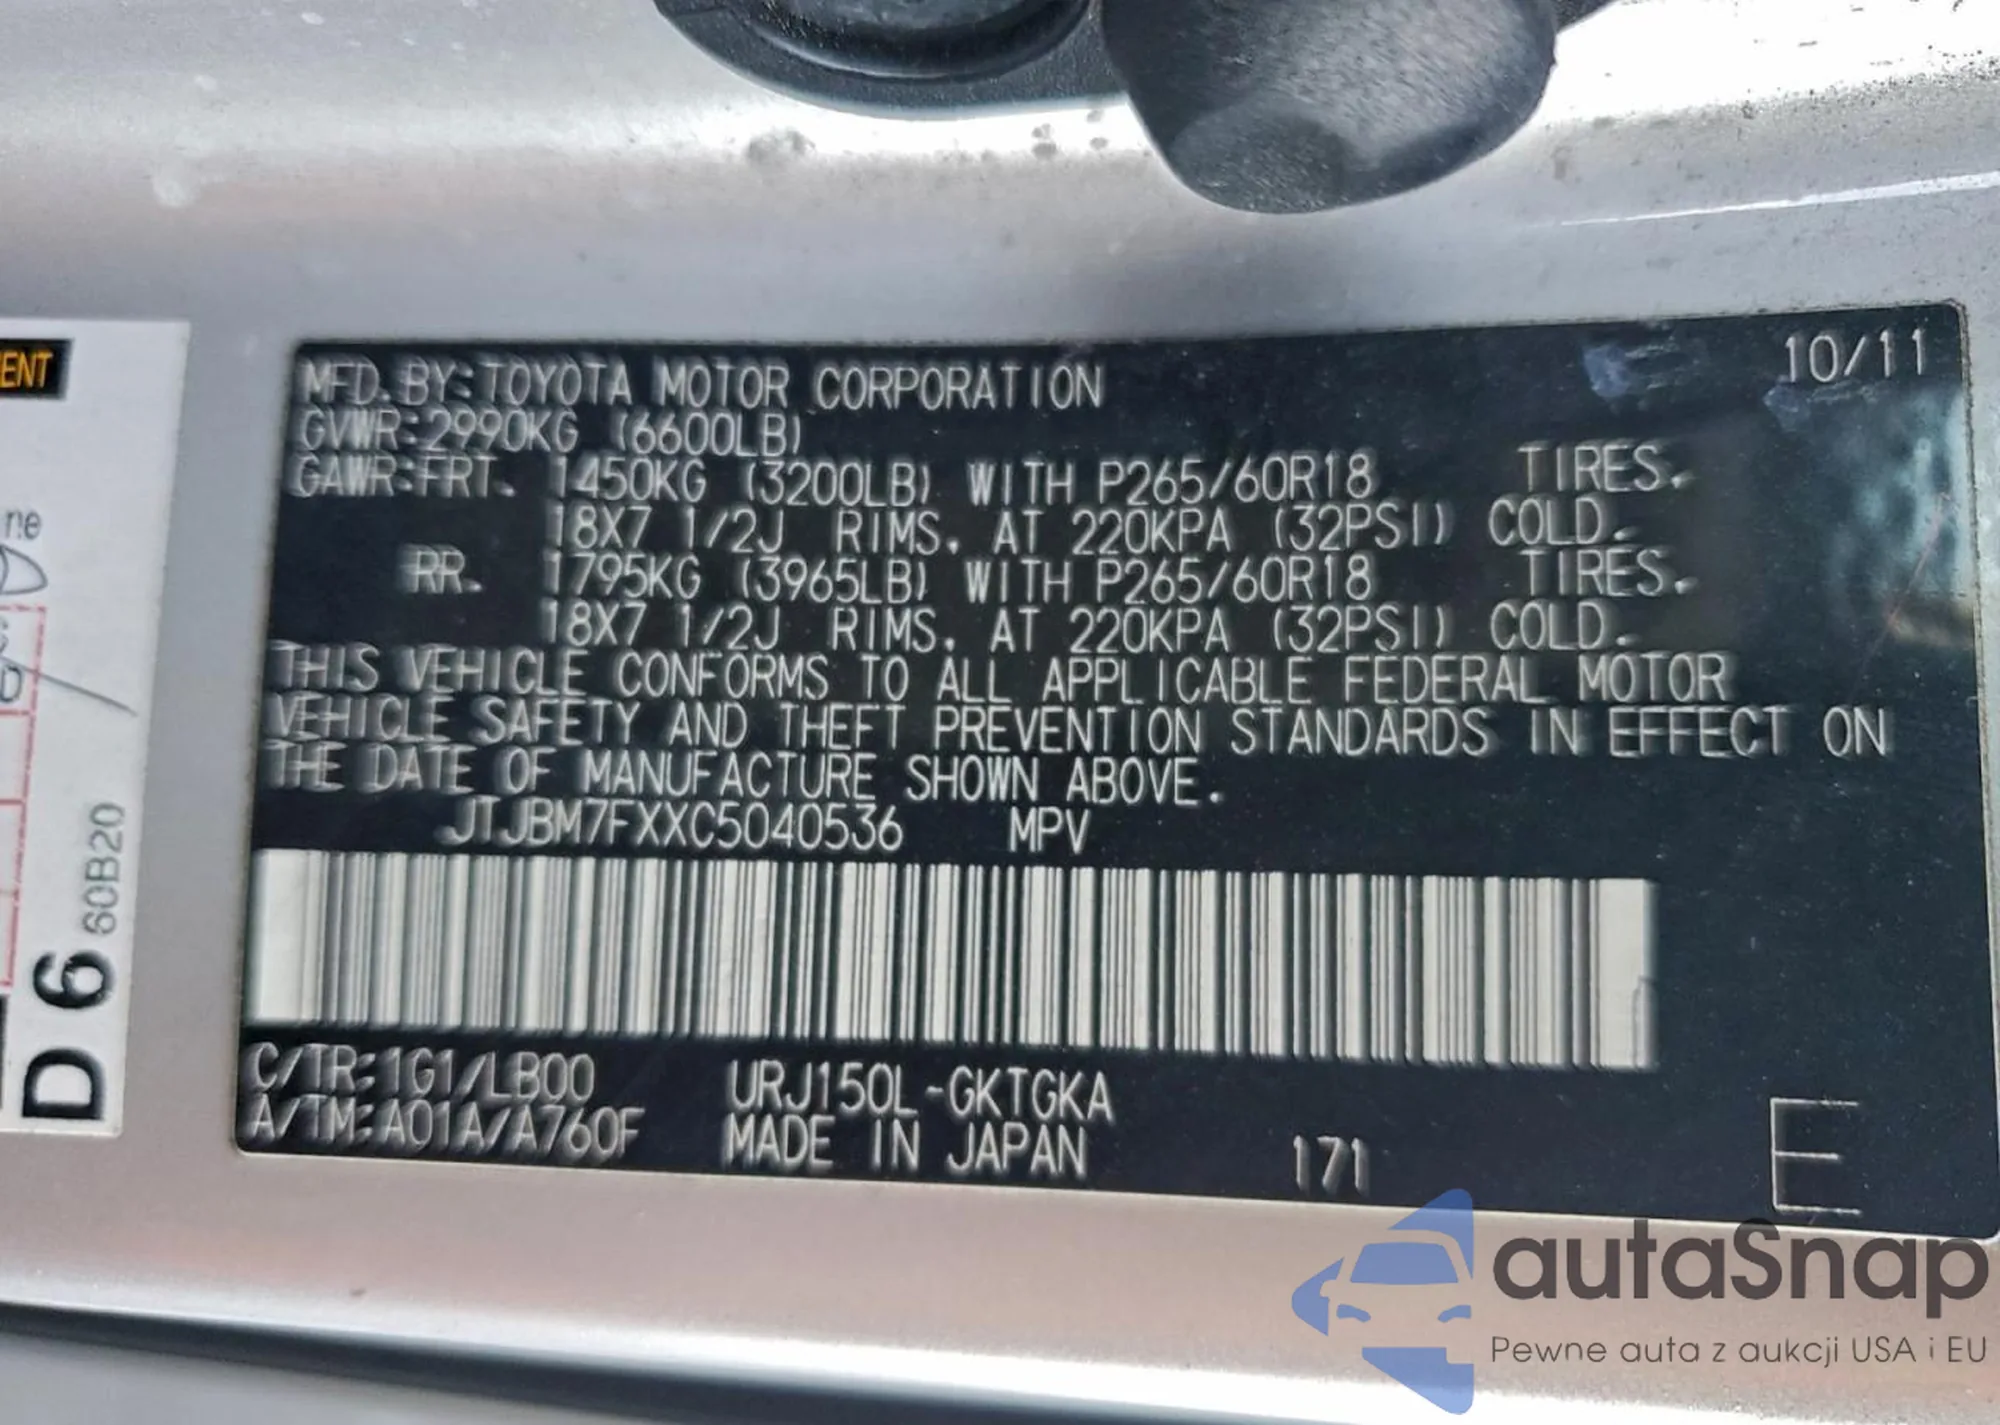 ENT
ne
D 6
60B20
10/11
MFD. BY: TOYOTA MOTOR CORPORATION
GVWR: 2990KG (6600LB)
GAWR: FRT. 1450KG (3200LB) WITH P265/60R18 TIRES.
18X7 1/2J RIMS. AT 220KPA (32PSI) COLD.
RR. 1795KG (3965LB) WITH P265/60R18 TIRES.
18X7 1/2J RIMS. AT 220KPA (32PSI) COLD.
THIS VEHICLE CONFORMS TO ALL APPLICABLE FEDERAL MOTOR
VEHICLE SAFETY AND THEFT PREVENTION STANDARDS IN EFFECT ON
THE DATE OF MANUFACTURE SHOWN ABOVE.
JTJBM7FXXC5040536 MPV
C/TR: 1G1/LB00 URJ150L-GKTGKA
A/TM: A01A/A760F MADE IN JAPAN 171 E
autaSnap
Pewne auta z aukcji USA i EU